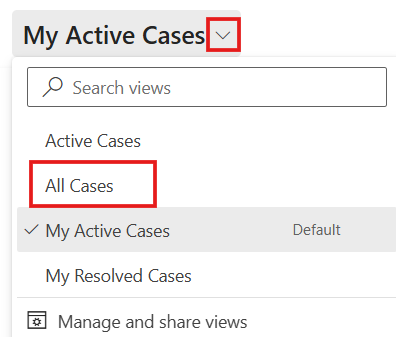 My Active Cases
Search views
Active Cases
All Cases
My Active Cases Default
My Resolved Cases
Manage and share views